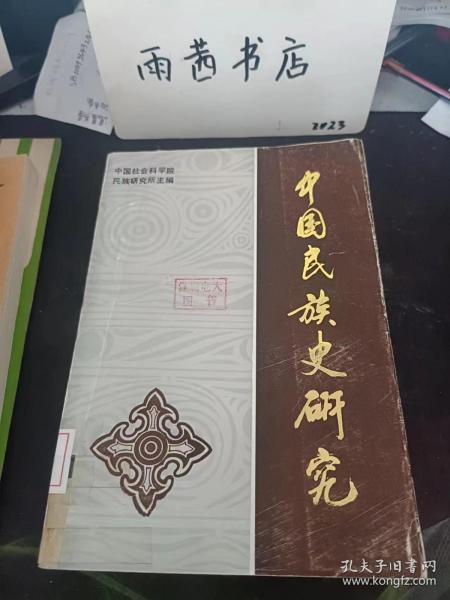 雨茜书店
2023
中国社会科学院
民族研究所主编
中国民族史研究
孔夫子旧书网
www.kongfz.com